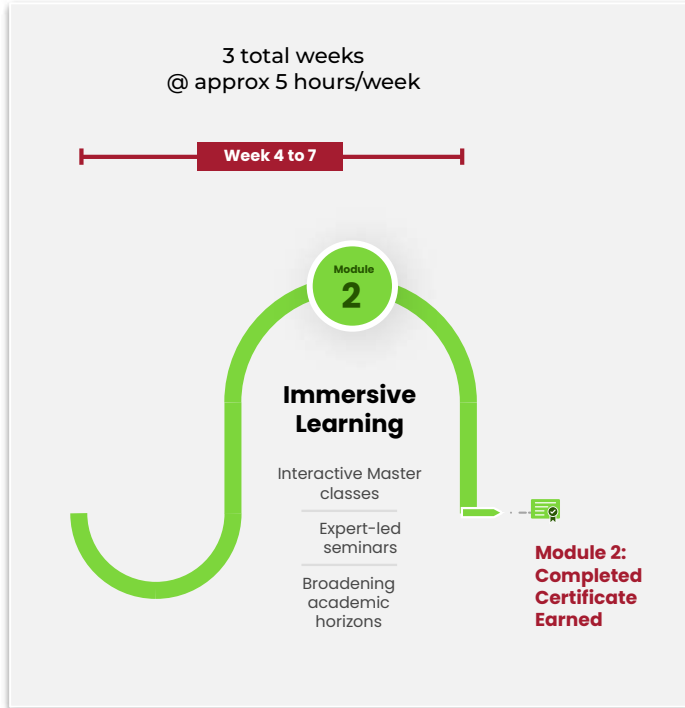 3 total weeks
@ approx 5 hours/week
Week 4 to 7
Module
2
Immersive
Learning
Interactive Master
classes
Expert-led
seminars
Broadening
academic
horizons
Module 2:
Completed
Certificate
Earned